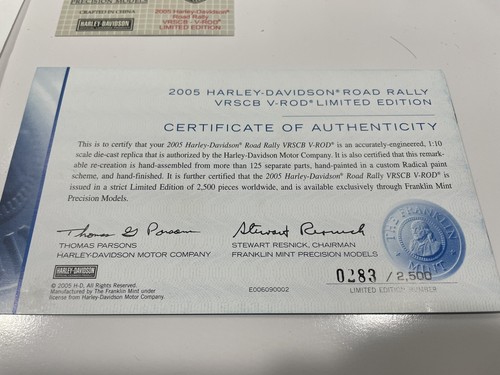 PRECISION MODELS
CRAFTED IN CHINA
HARLEY-DAVIDSON
2005 Harley-Davidson®
Road Rally
VRSCB V-ROD®
LIMITED EDITION
2005 HARLEY-DAVIDSON® ROAD RALLY
VRSCB V-ROD® LIMITED EDITION
CERTIFICATE OF AUTHENTICITY
This is to certify that your 2005 Harley-Davidson® Road Rally VRSCB V-ROD® is an accurately-engineered, 1:10
scale die-cast replica that is authorized by the Harley-Davidson Motor Company. It is also certified that this remark-
able re-creation is hand-assembled from more than 125 separate parts, hand-painted in a custom Radical paint
scheme, and hand-finished. It is further certified that the 2005 Harley-Davidson® Road Rally VRSCB V-ROD® is
issued in a strict Limited Edition of 2,500 pieces worldwide, and is available exclusively through Franklin Mint
Precision Models.
Thomas G Parsons
THOMAS PARSONS
HARLEY-DAVIDSON MOTOR COMPANY
Stewart Resnick
STEWART RESNICK, CHAIRMAN
FRANKLIN MINT PRECISION MODELS
THE FRANKLIN MINT
0283 / 2,500
LIMITED EDITION NUMBER
HARLEY-DAVIDSON
© 2005 H-D, All Rights Reserved.
Manufactured by The Franklin Mint under
license from Harley-Davidson Motor Company.
E006090002